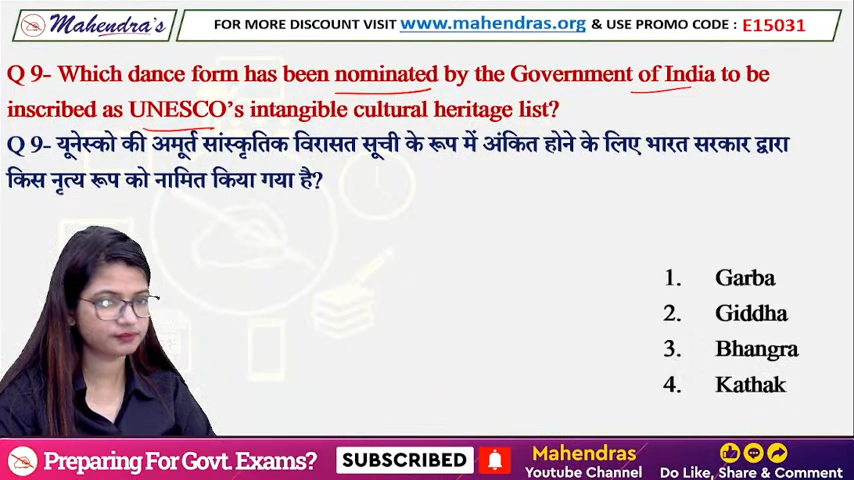 Mahendra's
FOR MORE DISCOUNT VISIT www.mahendras.org & USE PROMO CODE : E15031
Q 9- Which dance form has been nominated by the Government of India to be
inscribed as UNESCO's intangible cultural heritage list?
Q 9- यूनेस्को की अमूर्त सांस्कृतिक विरासत सूची के रूप में अंकित होने के लिए भारत सरकार द्वारा
किस नृत्य रूप को नामित किया गया है?
1. Garba
2. Giddha
3. Bhangra
4. Kathak
Preparing For Govt. Exams?
SUBSCRIBED
Mahendras
Youtube Channel
Do Like, Share & Comment